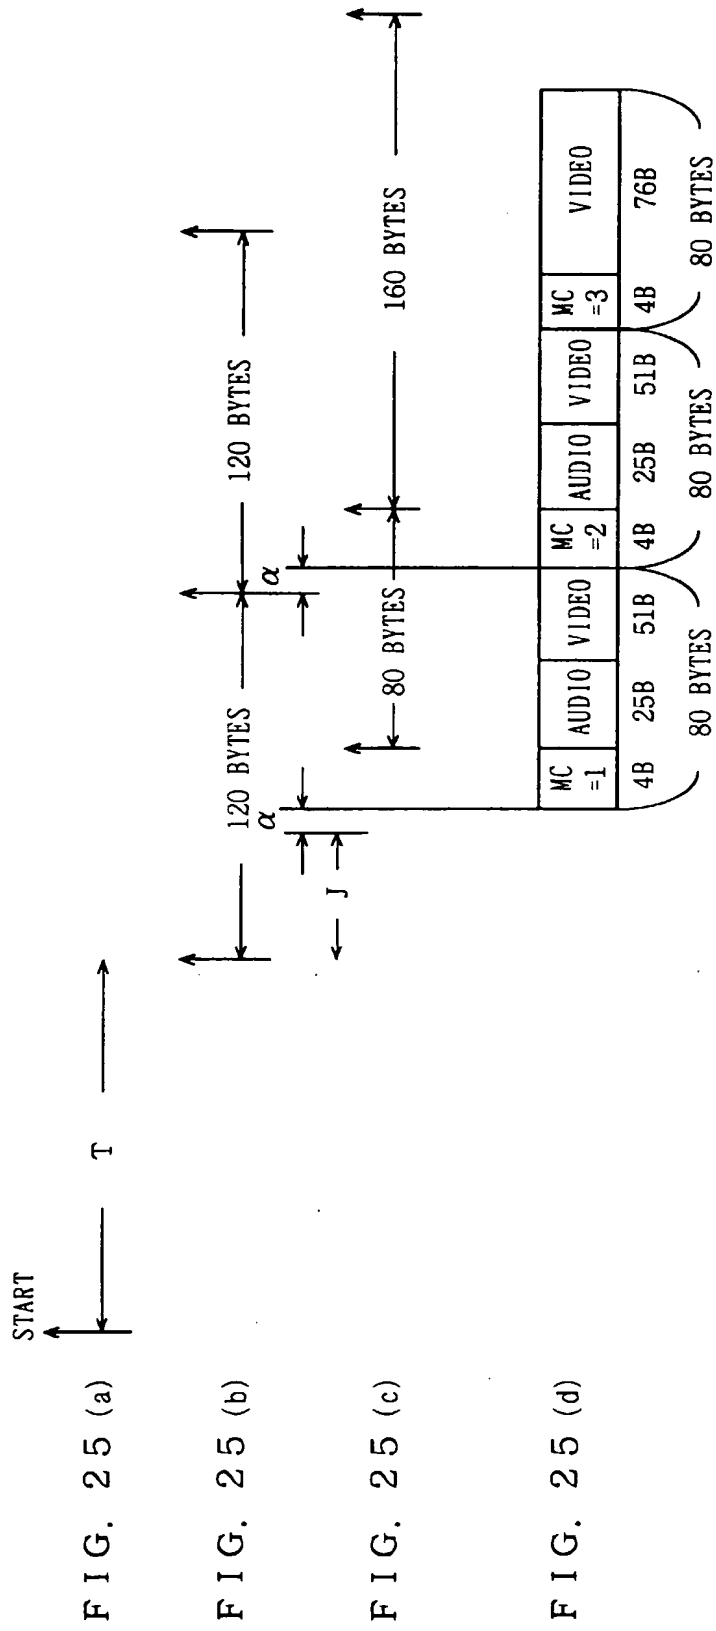 FIG. 25 (a)
START
T
FIG. 25 (b)
120 BYTES
120 BYTES
α
α
J
FIG. 25 (c)
80 BYTES
160 BYTES
FIG. 25 (d)
MC =1
AUDIO
VIDEO
MC =2
AUDIO
VIDEO
MC =3
VIDEO
4B
25B
51B
4B
25B
51B
4B
76B
80 BYTES
80 BYTES
80 BYTES